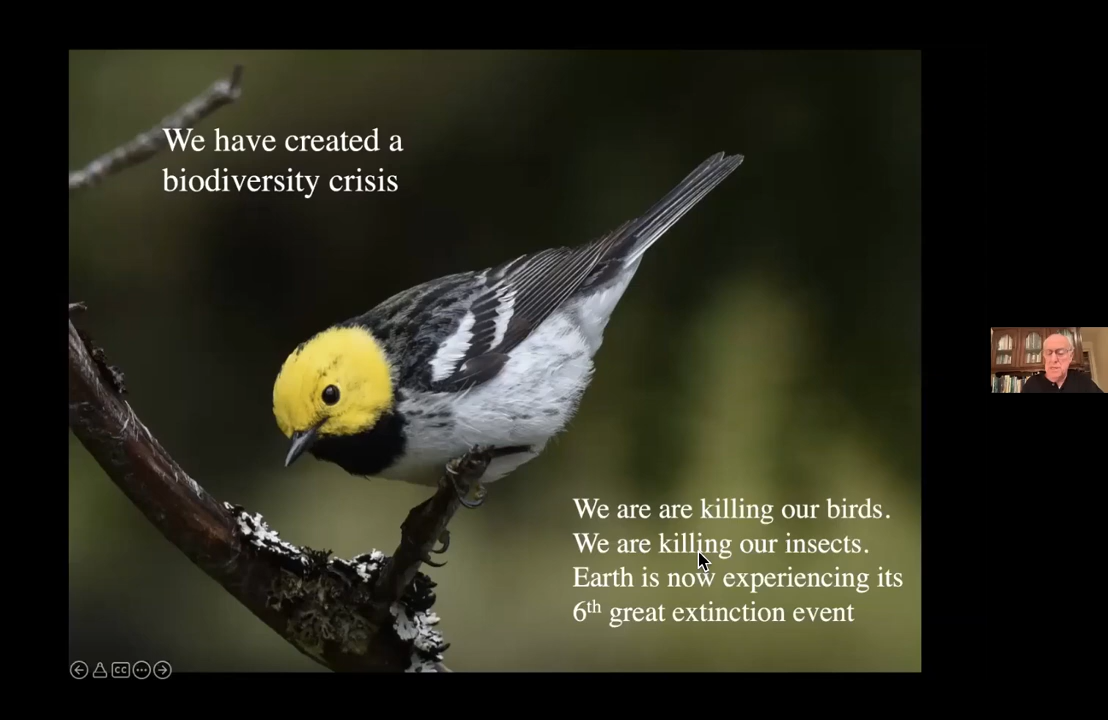 We have created a
biodiversity crisis
We are are killing our birds.
We are killing our insects.
Earth is now experiencing its
6th great extinction event
CC